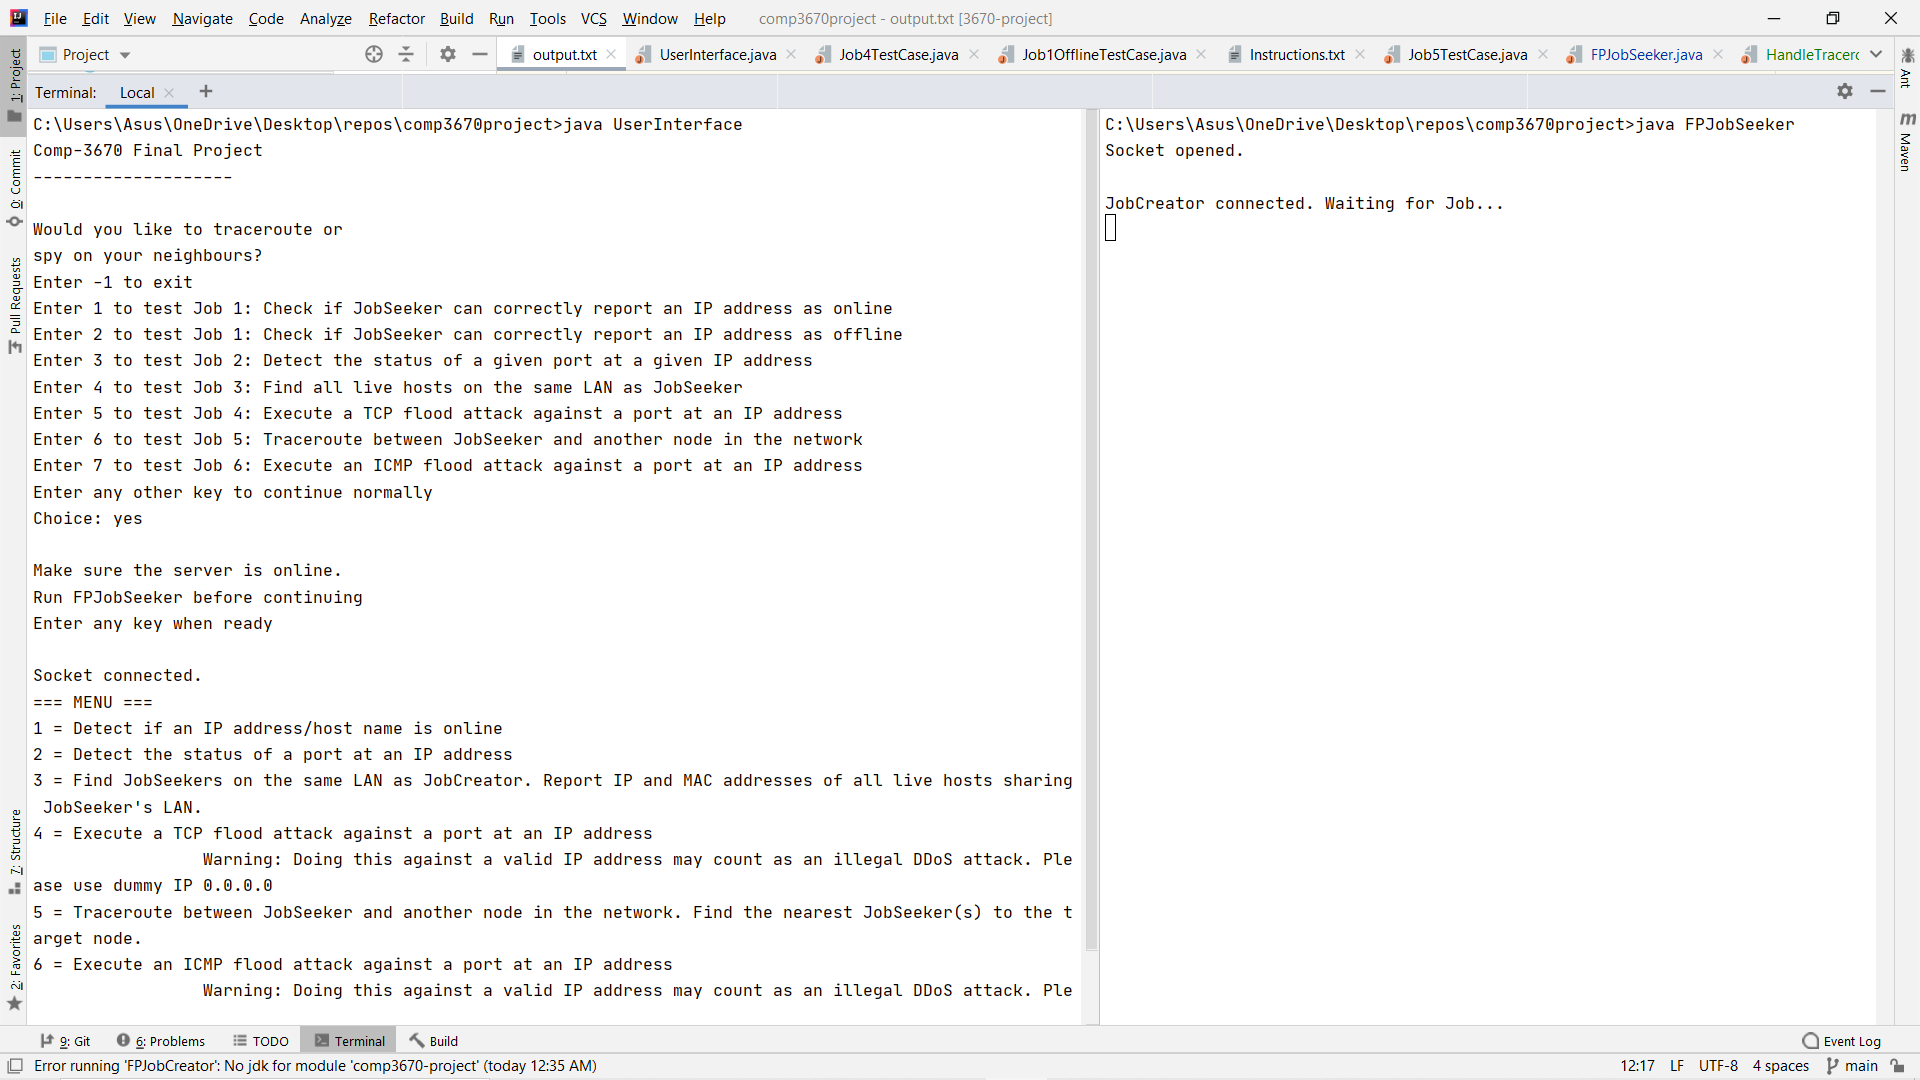 File Edit View Navigate Code Analyze Refactor Build Run Tools VCS Window Help comp3670project - output.txt [3670-project]
Project output.txt UserInterface.java Job4TestCase.java Job1OfflineTestCase.java Instructions.txt Job5TestCase.java FPJobSeeker.java HandleTracerc
Terminal: Local +
C:\Users\Asus\OneDrive\Desktop\repos\comp3670project>java UserInterface
Comp-3670 Final Project
--------------------
Would you like to traceroute or
spy on your neighbours?
Enter -1 to exit
Enter 1 to test Job 1: Check if JobSeeker can correctly report an IP address as online
Enter 2 to test Job 1: Check if JobSeeker can correctly report an IP address as offline
Enter 3 to test Job 2: Detect the status of a given port at a given IP address
Enter 4 to test Job 3: Find all live hosts on the same LAN as JobSeeker
Enter 5 to test Job 4: Execute a TCP flood attack against a port at an IP address
Enter 6 to test Job 5: Traceroute between JobSeeker and another node in the network
Enter 7 to test Job 6: Execute an ICMP flood attack against a port at an IP address
Enter any other key to continue normally
Choice: yes
Make sure the server is online.
Run FPJobSeeker before continuing
Enter any key when ready
Socket connected.
=== MENU ===
1 = Detect if an IP address/host name is online
2 = Detect the status of a port at an IP address
3 = Find JobSeekers on the same LAN as JobCreator. Report IP and MAC addresses of all live hosts sharing
JobSeeker's LAN.
4 = Execute a TCP flood attack against a port at an IP address
Warning: Doing this against a valid IP address may count as an illegal DDoS attack. Ple
ase use dummy IP 0.0.0.0
5 = Traceroute between JobSeeker and another node in the network. Find the nearest JobSeeker(s) to the t
arget node.
6 = Execute an ICMP flood attack against a port at an IP address
Warning: Doing this against a valid IP address may count as an illegal DDoS attack. Ple
C:\Users\Asus\OneDrive\Desktop\repos\comp3670project>java FPJobSeeker
Socket opened.
JobCreator connected. Waiting for Job...
1: Project
0: Commit
Pull Requests
7: Structure
2: Favorites
Ant
m Maven
9: Git 6: Problems TODO Terminal Build Event Log
Error running 'FPJobCreator': No jdk for module 'comp3670-project' (today 12:35 AM) 12:17 LF UTF-8 4 spaces main